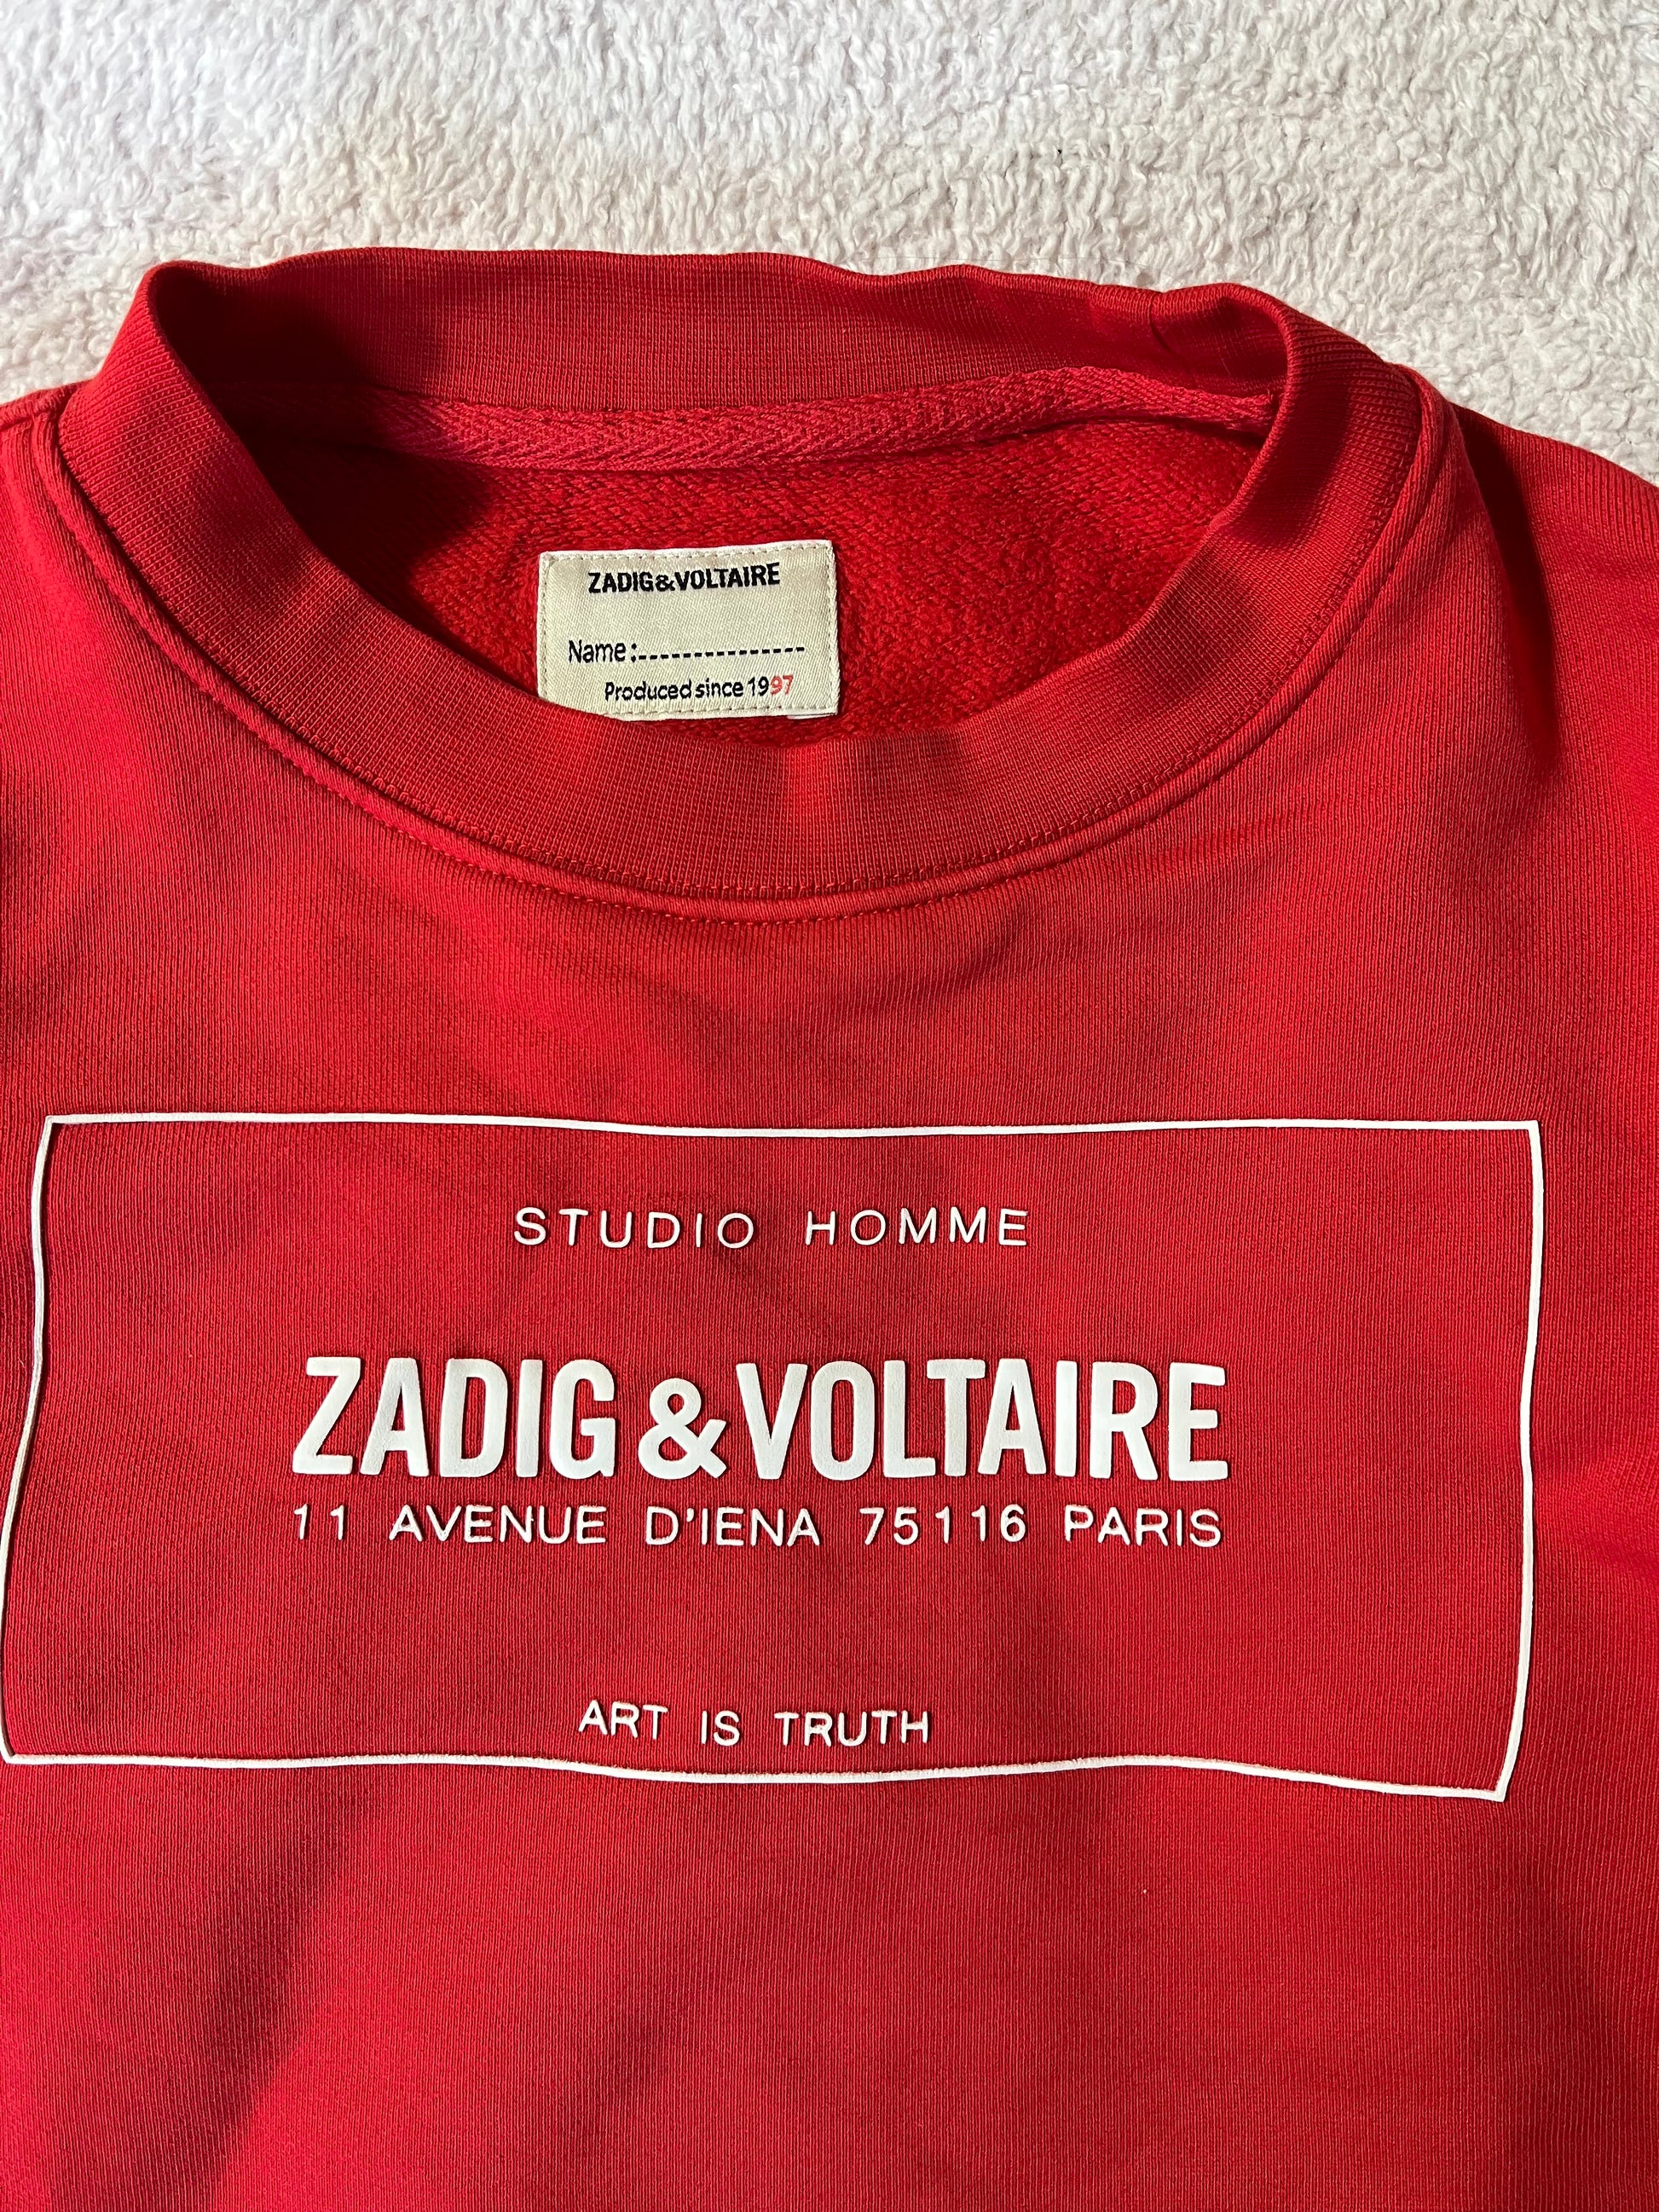 ZADIG&VOLTAIRE
Name:---------------
Produced since 1997
STUDIO HOMME
ZADIG & VOLTAIRE
11 AVENUE D'IENA 75116 PARIS
ART IS TRUTH